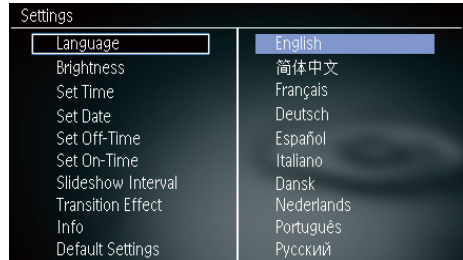 Settings
Language
Brightness
Set Time
Set Date
Set Off-Time
Set On-Time
Slideshow Interval
Transition Effect
Info
Default Settings
English
简体中文
Français
Deutsch
Español
Italiano
Dansk
Nederlands
Português
Русский